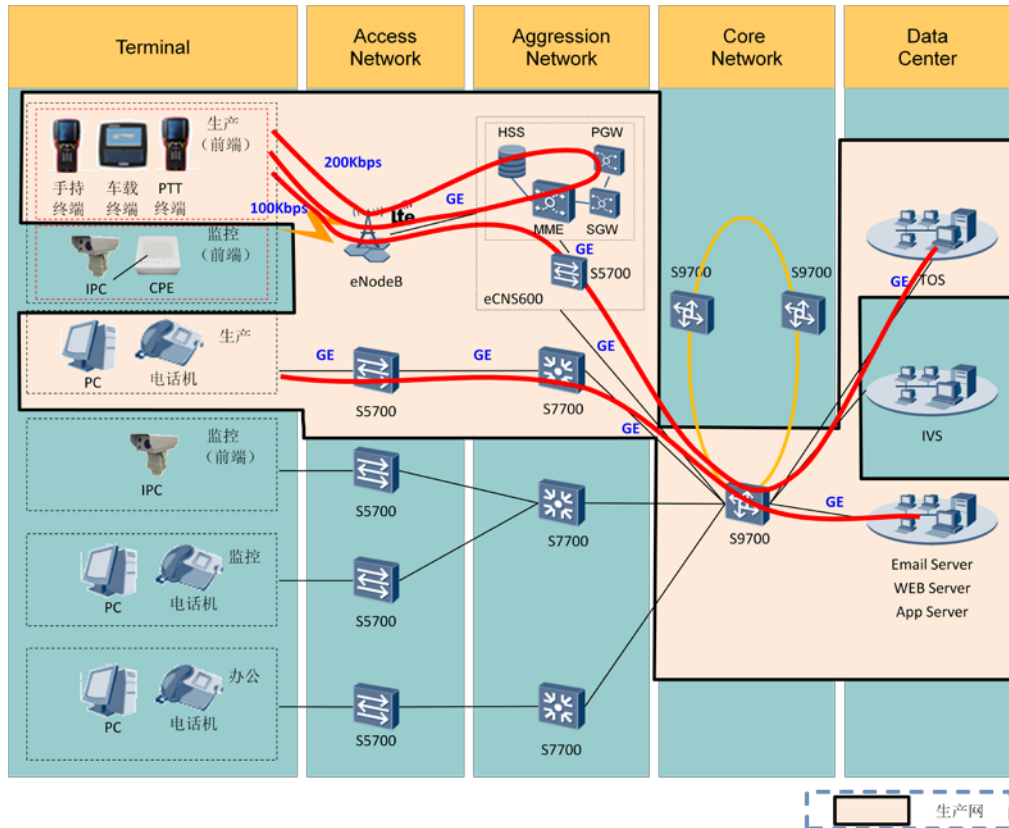 Terminal
Access
Network
Aggression
Network
Core
Network
Data
Center
生产
(前端)
手持
终端
车载
终端
PTT
终端
200Kbps
100Kbps
GE
HSS
PGW
MME
SGW
lte
eNodeB
GE
S5700
eCNS600
监控
(前端)
IPC
CPE
S9700
S9700
GE
TOS
生产
PC
电话机
GE
S5700
GE
S7700
GE
IVS
监控
(前端)
IPC
S5700
S7700
S9700
GE
Email Server
WEB Server
App Server
监控
PC
电话机
S5700
办公
PC
电话机
S5700
S7700
生产网